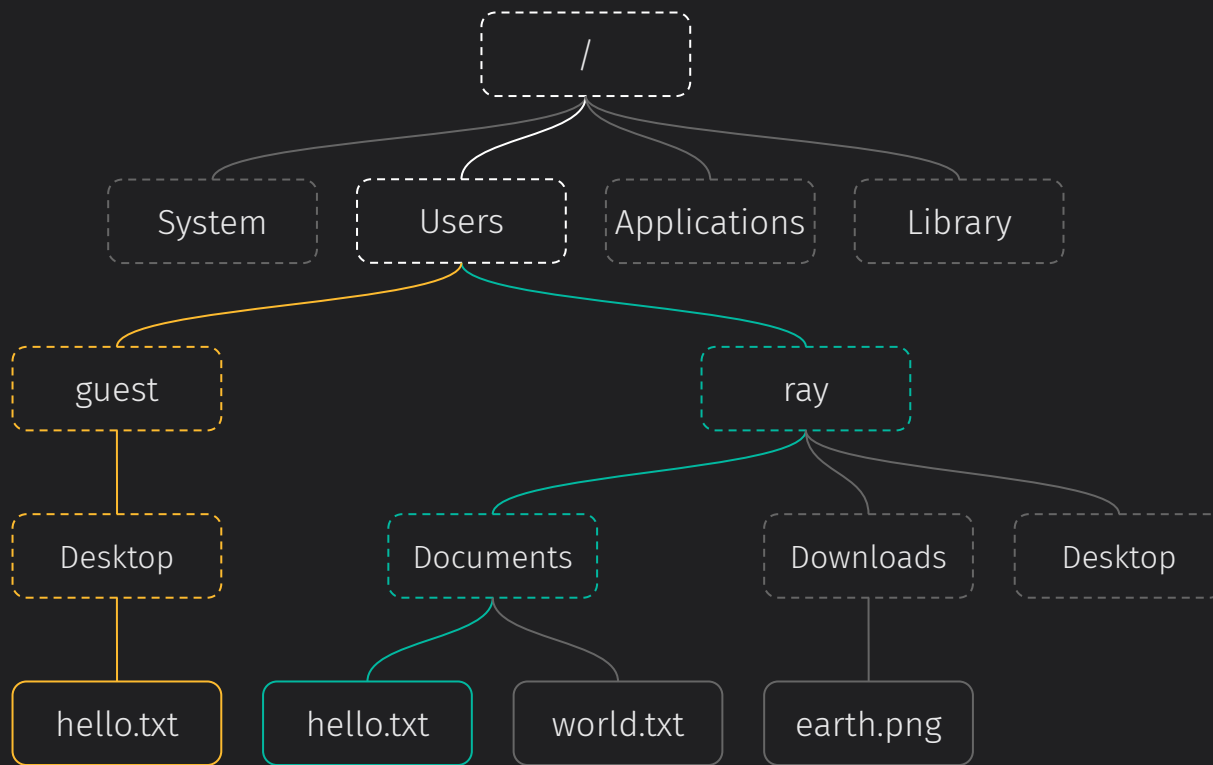 /
System
Users
Applications
Library
guest
ray
Desktop
Documents
Downloads
Desktop
hello.txt
hello.txt
world.txt
earth.png